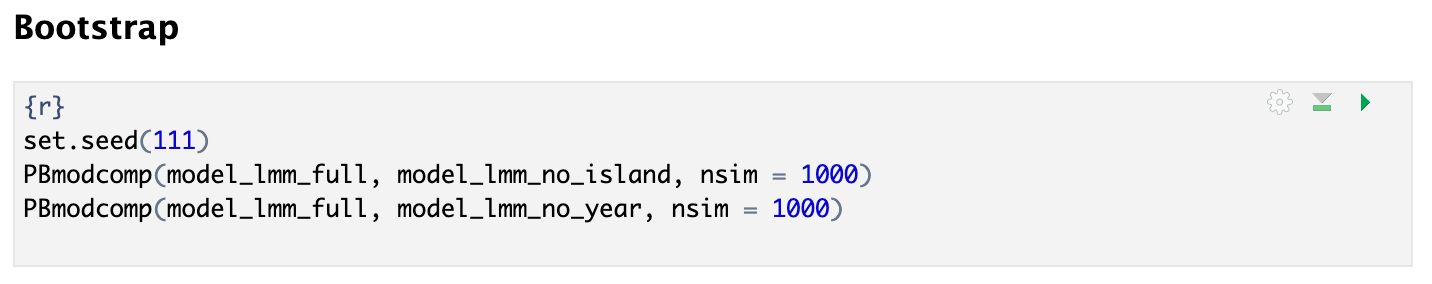 Bootstrap
{r}
set.seed(111)
PBmodcomp(model_lmm_full, model_lmm_no_island, nsim = 1000)
PBmodcomp(model_lmm_full, model_lmm_no_year, nsim = 1000)